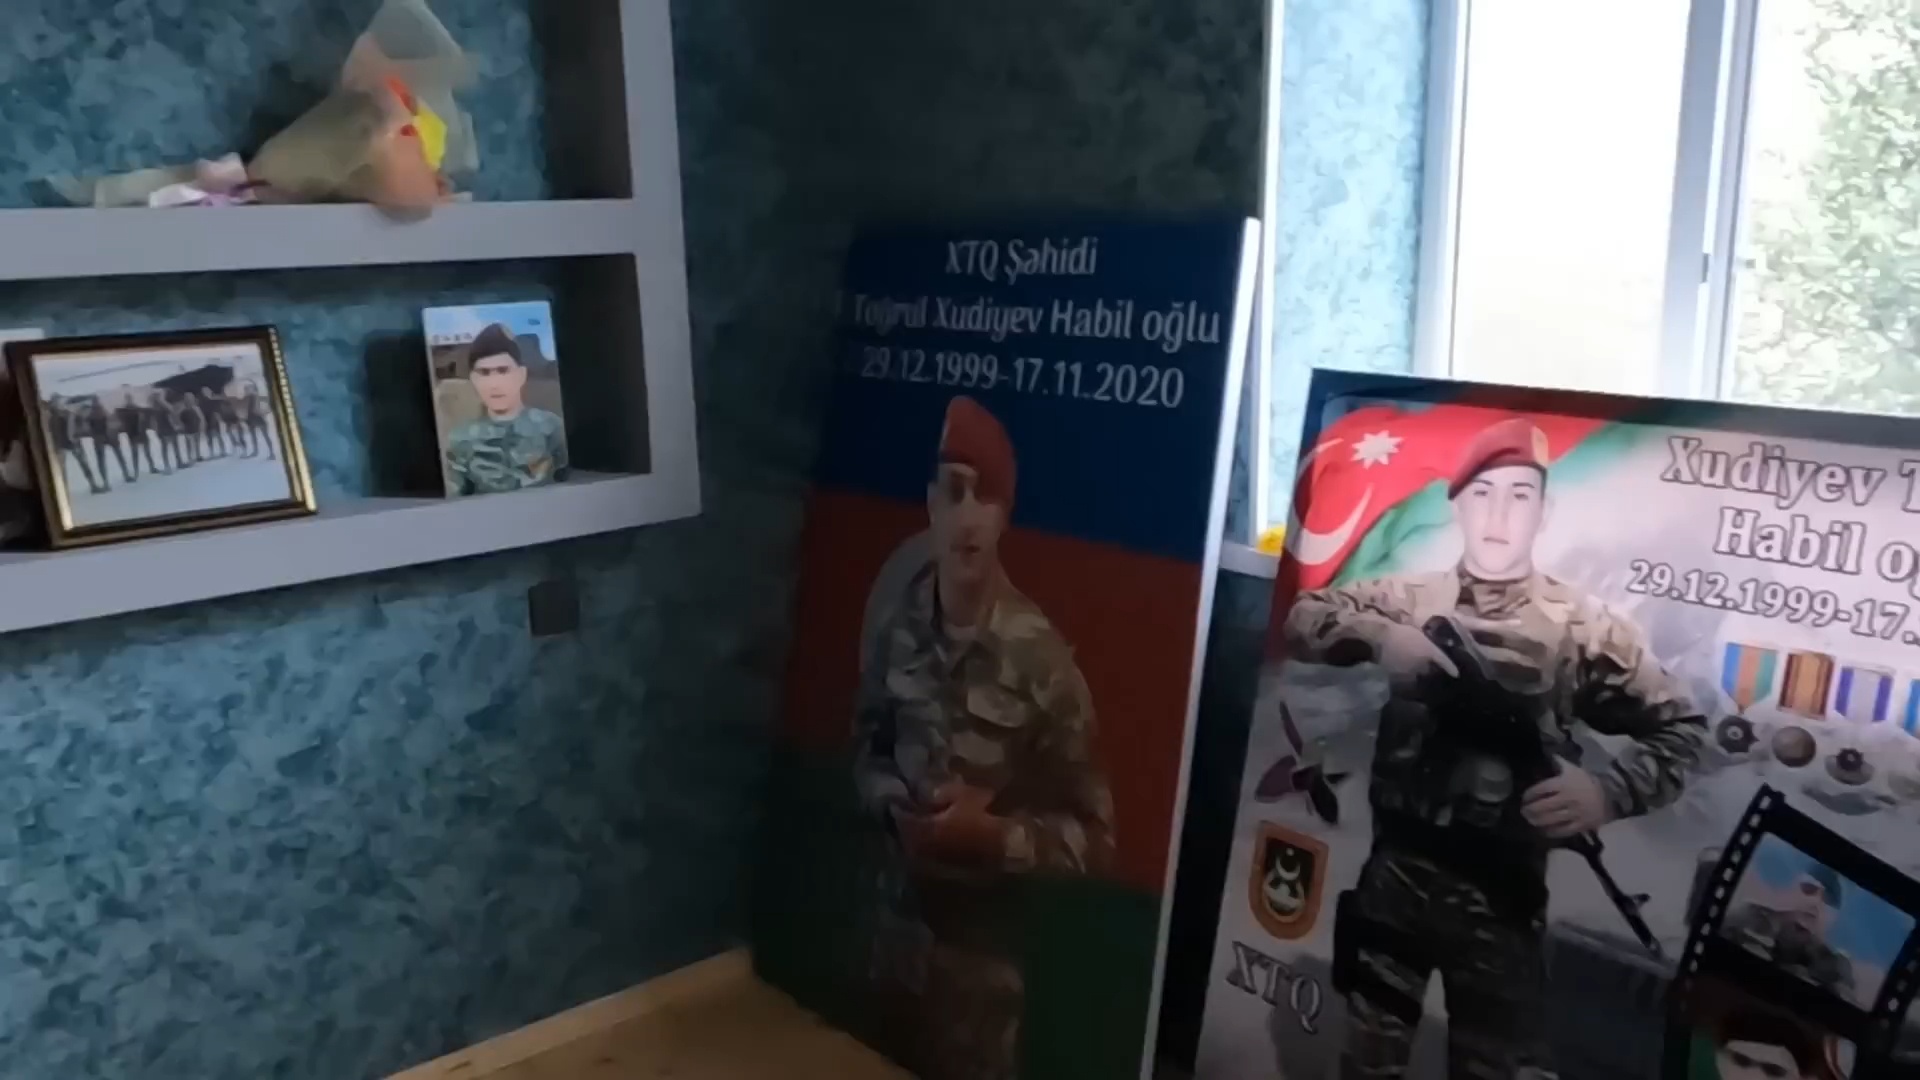 XTQ Şəhidi
Toğrul Xudiyev Habil oğlu
29.12.1999-17.11.2020
Xudiyev T
Habil oğ
29.12.1999-17.
XTQ